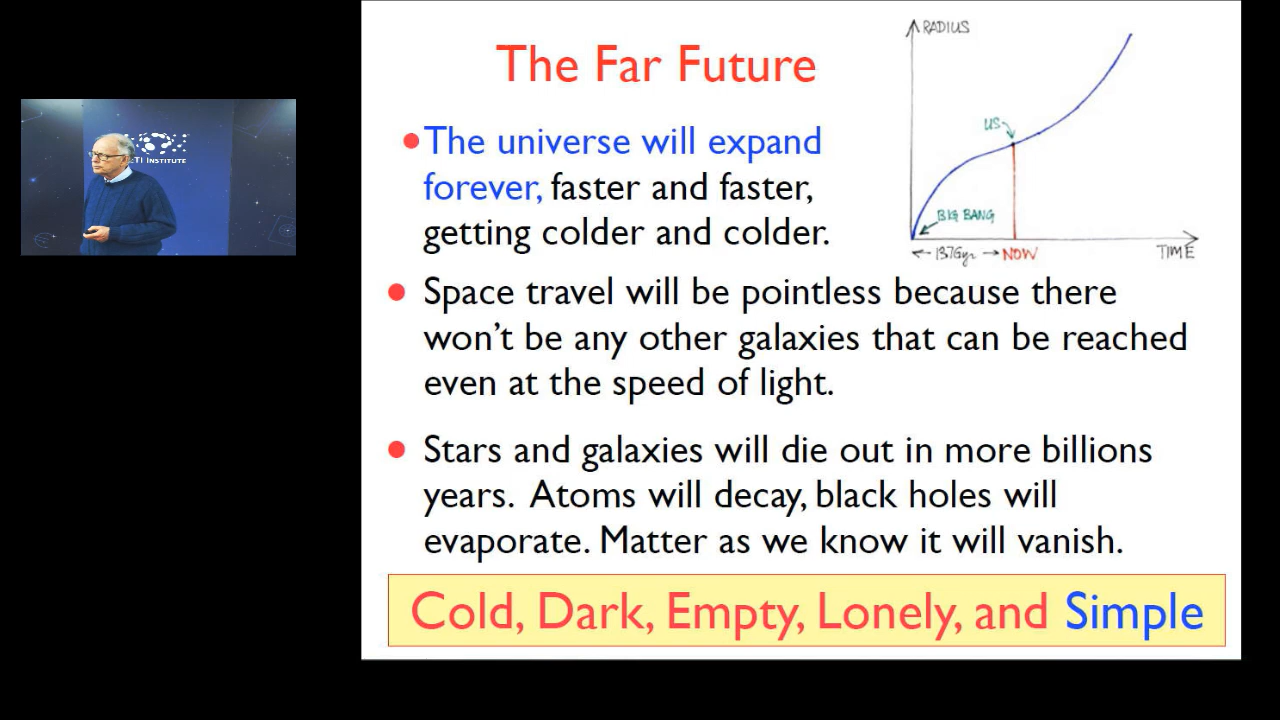 TI INSTITUTE
The Far Future
•The universe will expand
forever, faster and faster,
getting colder and colder.
• Space travel will be pointless because there
won't be any other galaxies that can be reached
even at the speed of light.
• Stars and galaxies will die out in more billions
years. Atoms will decay, black holes will
evaporate. Matter as we know it will vanish.
Cold, Dark, Empty, Lonely, and Simple
RADIUS
US
BIG BANG
13.7Gyr NOW
TIME